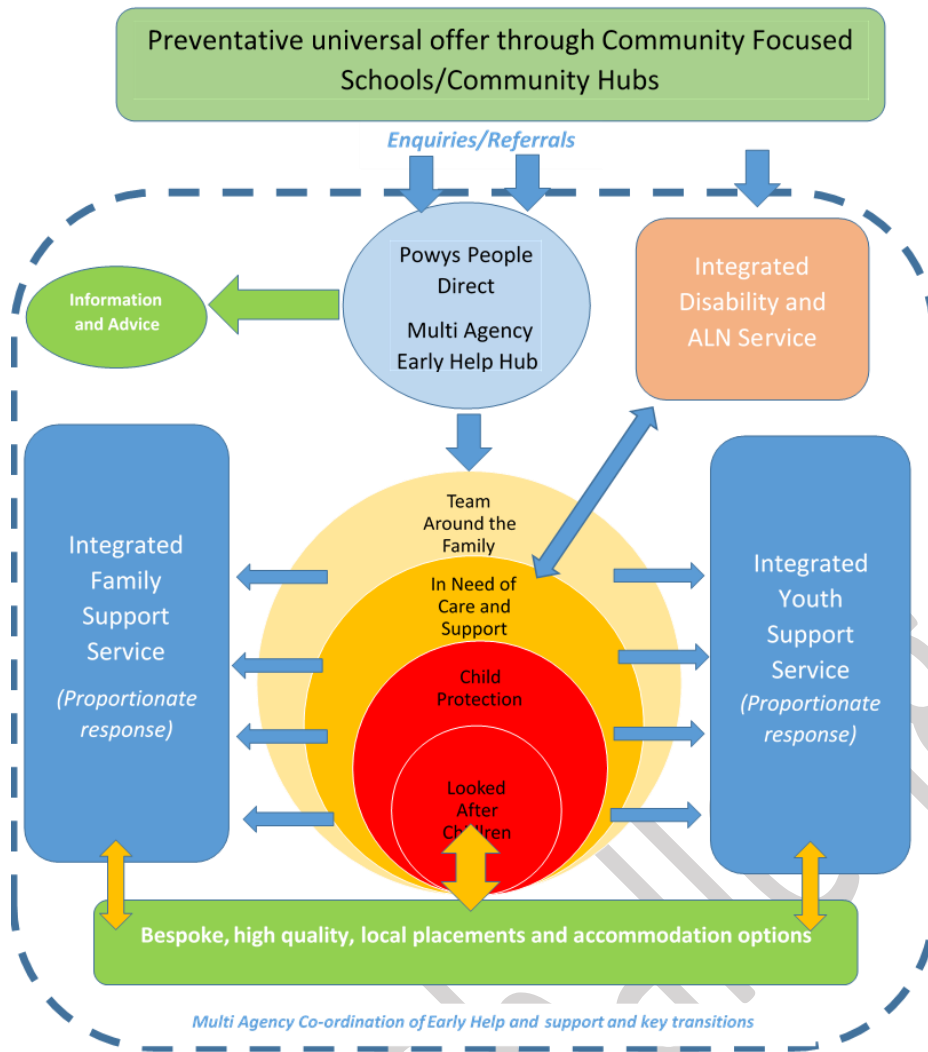 Preventative universal offer through Community Focused
Schools/Community Hubs
Enquiries/Referrals
Powys People
Direct
Multi Agency
Early Help Hub
Integrated
Disability and
ALN Service
Information
and Advice
Integrated
Family
Support
Service
(Proportionate
response)
Team
Around the
Family
In Need of
Care and
Support
Child
Protection
Looked
After
Children
Integrated
Youth
Support
Service
(Proportionate
response)
Bespoke, high quality, local placements and accommodation options
Multi Agency Co-ordination of Early Help and support and key transitions